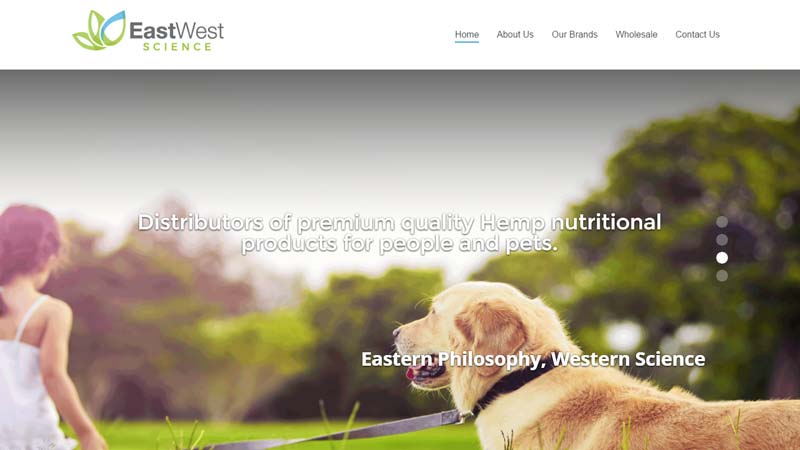 EastWest
SCIENCE
Home
About Us
Our Brands
Wholesale
Contact Us
Distributors of premium quality Hemp nutritional
products for people and pets.
Eastern Philosophy, Western Science